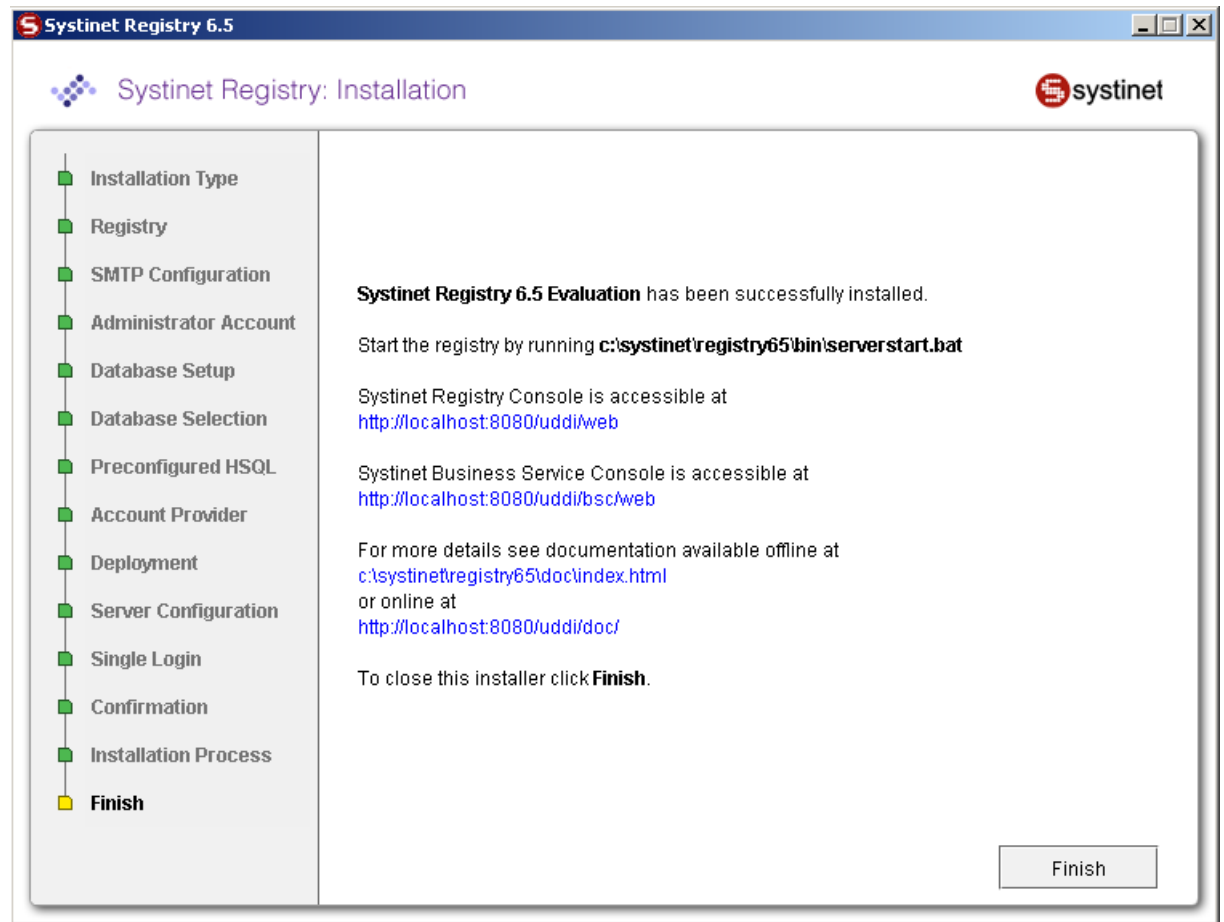 Systinet Registry 6.5
Systinet Registry: Installation
systinet
Installation Type
Registry
SMTP Configuration
Administrator Account
Database Setup
Database Selection
Preconfigured HSQL
Account Provider
Deployment
Server Configuration
Single Login
Confirmation
Installation Process
Finish
Systinet Registry 6.5 Evaluation has been successfully installed.
Start the registry by running c:\systinet\registry65\bin\serverstart.bat
Systinet Registry Console is accessible at
http://localhost:8080/uddi/web
Systinet Business Service Console is accessible at
http://localhost:8080/uddi/bsc/web
For more details see documentation available offline at
c:\systinet\registry65\doc\index.html
or online at
http://localhost:8080/uddi/doc/
To close this installer click Finish.
Finish